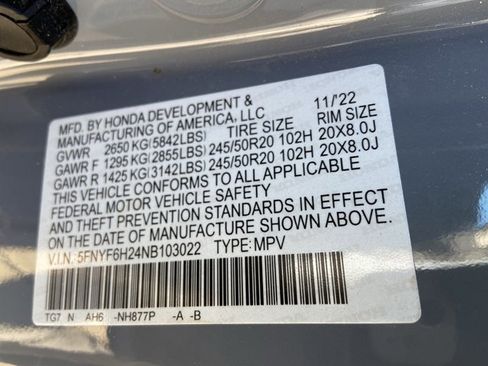 MFD. BY HONDA DEVELOPMENT & 11/'22
MANUFACTURING OF AMERICA, LLC
GVWR 2650 KG(5842LBS) TIRE SIZE RIM SIZE
GAWR F 1295 KG(2855LBS) 245/50R20 102H 20X8.0J
GAWR R 1425 KG(3142LBS) 245/50R20 102H 20X8.0J
THIS VEHICLE CONFORMS TO ALL APPLICABLE
FEDERAL MOTOR VEHICLE SAFETY, BUMPER,
AND THEFT PREVENTION STANDARDS IN EFFECT
ON THE DATE OF MANUFACTURE SHOWN ABOVE.
V.I.N. 5FNYF6H24NB103022 TYPE: MPV
TG7 N AH6 -NH877P -A -B